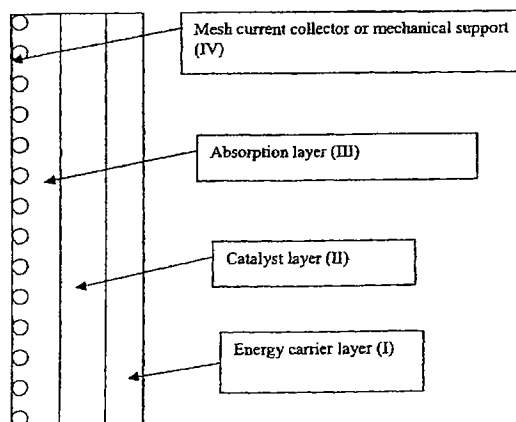 Mesh current collector or mechanical support
(IV)
Absorption layer (III)
Catalyst layer (II)
Energy carrier layer (I)